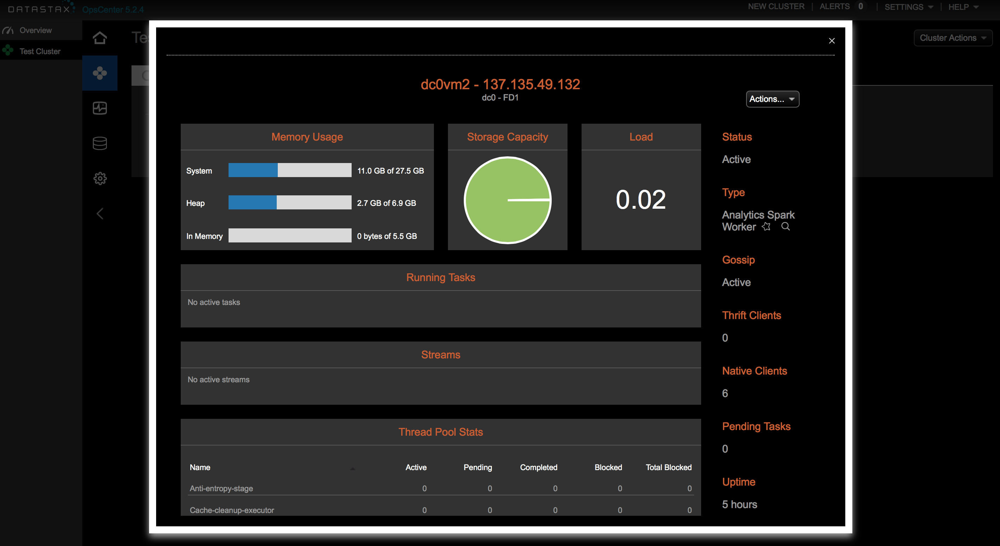 DATASTAX OpsCenter 5.2.4 NEW CLUSTER | ALERTS 0 | SETTINGS | HELP
Overview
Test Cluster
Cluster Actions
dc0vm2 - 137.135.49.132
dc0 - FD1
Actions...
Memory Usage
System 11.0 GB of 27.5 GB
Heap 2.7 GB of 6.9 GB
In Memory 0 bytes of 5.5 GB
Storage Capacity
Load
0.02
Status
Active
Type
Analytics Spark
Worker
Gossip
Active
Thrift Clients
0
Native Clients
6
Pending Tasks
0
Uptime
5 hours
Running Tasks
No active tasks
Streams
No active streams
Thread Pool Stats
Name Active Pending Completed Blocked Total Blocked
Anti-entropy-stage 0 0 0 0 0
Cache-cleanup-executor 0 0 0 0 0